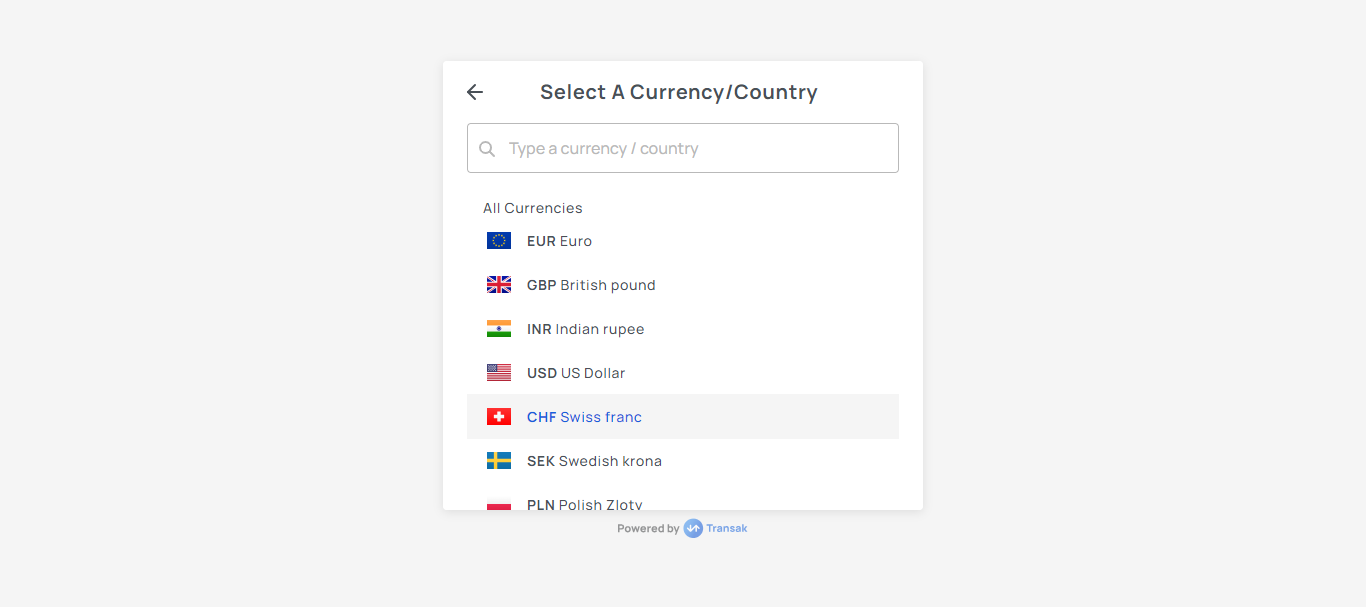 Select A Currency/Country
Type a currency / country
All Currencies
EUR Euro
GBP British pound
INR Indian rupee
USD US Dollar
CHF Swiss franc
SEK Swedish krona
PLN Polish Zloty
Powered by Transak